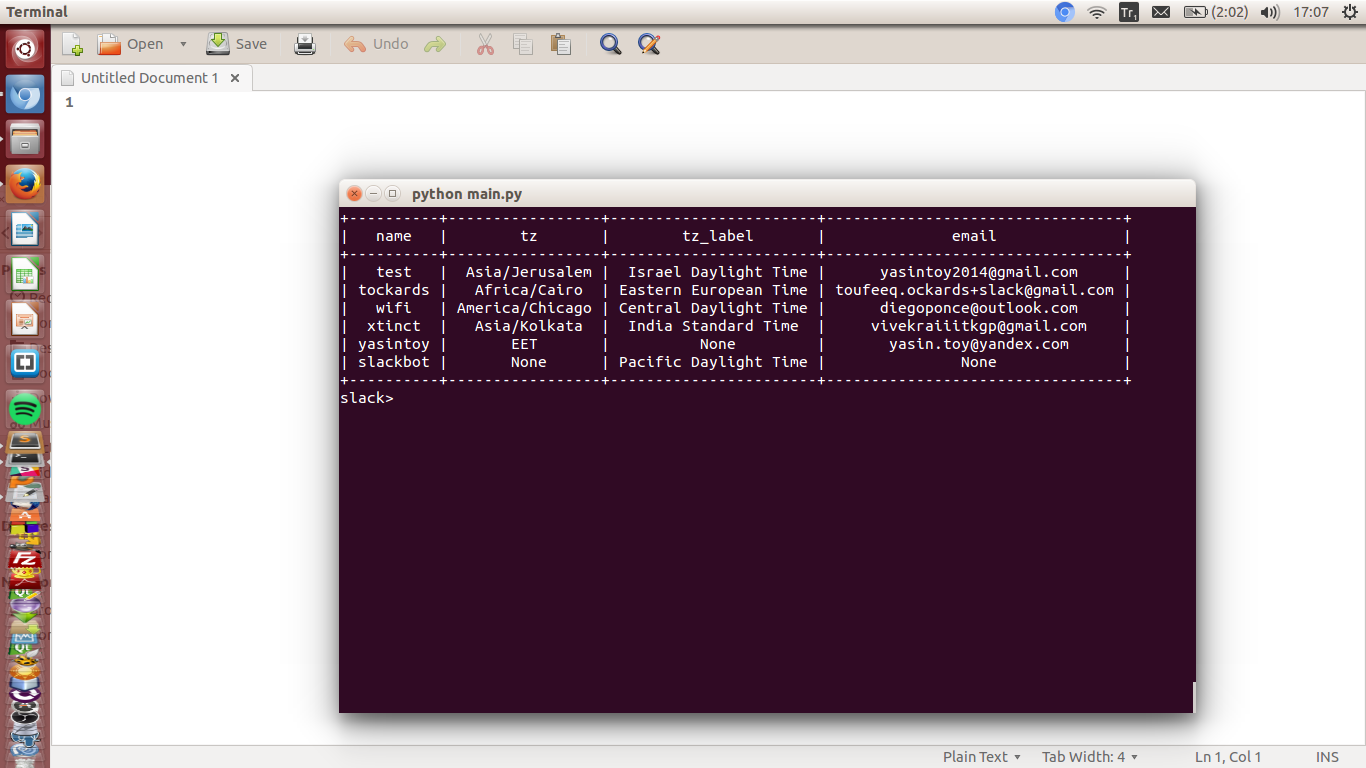 Terminal
Tr1 (2:02) 17:07
Open Save Undo
Untitled Document 1
1
python main.py
+----------+-----------------+-----------------------+---------------------------------+
|   name   |        tz       |        tz_label       |              email              |
+----------+-----------------+-----------------------+---------------------------------+
|   test   |  Asia/Jerusalem |  Israel Daylight Time |     yasintoy2014@gmail.com      |
| tockards |   Africa/Cairo  | Eastern European Time | toufeeq.ockards+slack@gmail.com |
|   wifi   | America/Chicago | Central Daylight Time |     diegoponce@outlook.com      |
|  xtinct  |   Asia/Kolkata  |  India Standard Time  |    vivekraiiitkgp@gmail.com     |
| yasintoy |       EET       |          None         |      yasin.toy@yandex.com       |
| slackbot |       None      | Pacific Daylight Time |               None              |
+----------+-----------------+-----------------------+---------------------------------+
slack>
Plain Text Tab Width: 4 Ln 1, Col 1 INS